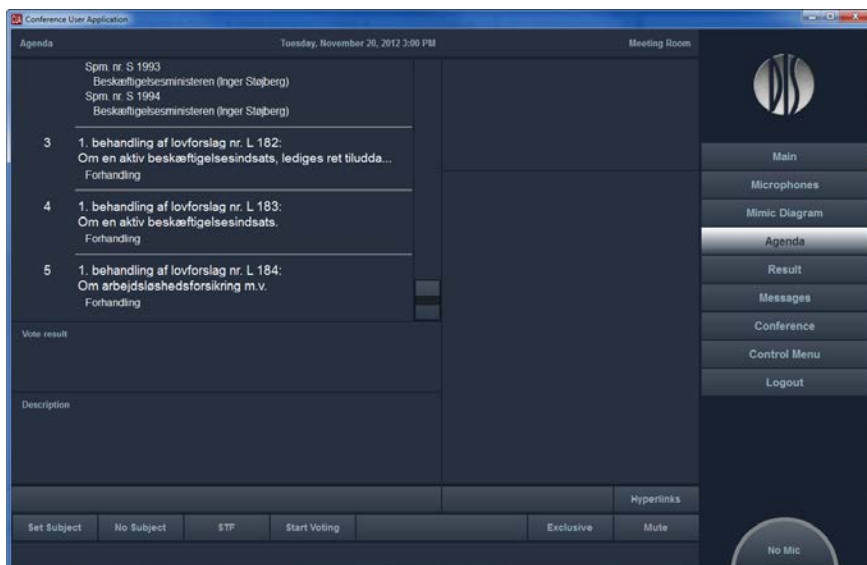 Conference User Application
Agenda Tuesday, November 20, 2012 3:00 PM Meeting Room
Spm. nr. S 1993
Beskæftigelsesministeren (Inger Støjberg)
Spm. nr. S 1994
Beskæftigelsesministeren (Inger Støjberg)
3 1. behandling af lovforslag nr. L 182:
Om en aktiv beskæftigelsesindsats, lediges ret tiludda...
Forhandling
4 1. behandling af lovforslag nr. L 183:
Om en aktiv beskæftigelsesindsats.
Forhandling
5 1. behandling af lovforslag nr. L 184:
Om arbejdsløshedsforsikring m.v.
Forhandling
Vote result
Description
Hyperlinks
Set Subject No Subject STF Start Voting Exclusive Mute
DIS
Main
Microphones
Mimic Diagram
Agenda
Result
Messages
Conference
Control Menu
Logout
No Mic